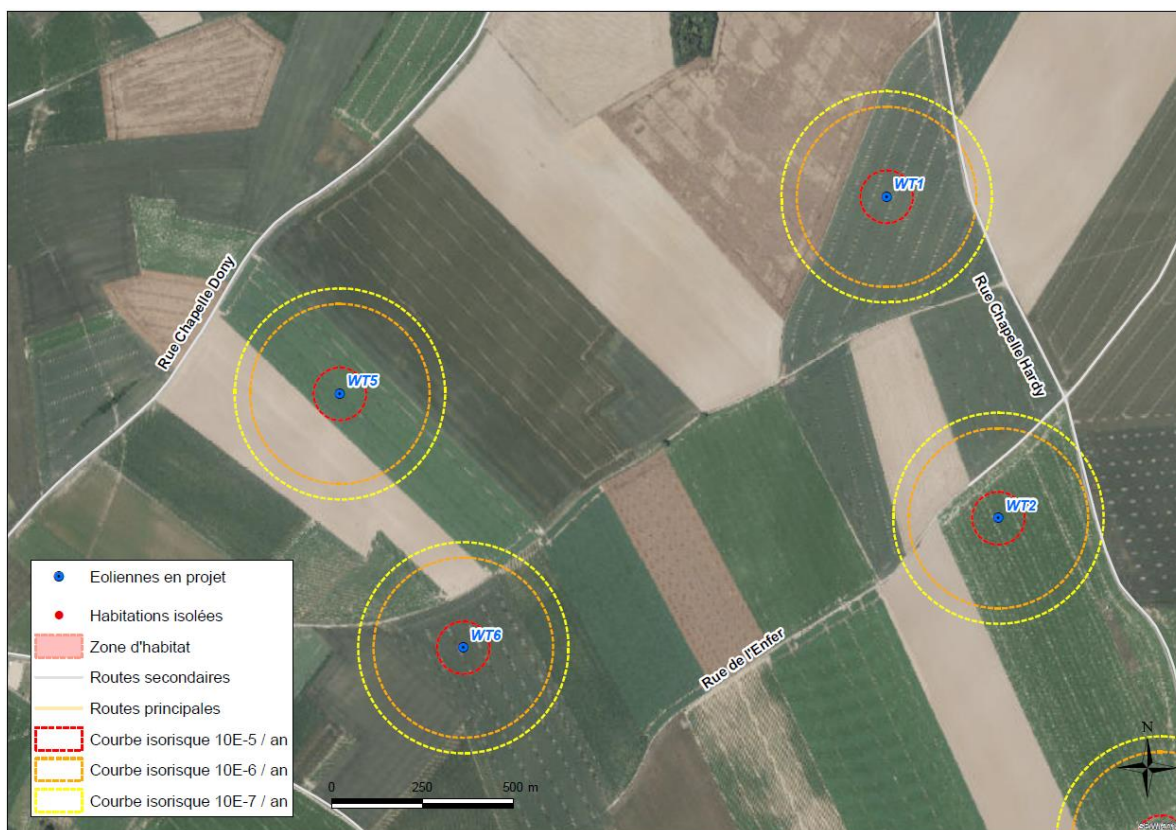 WT1
Rue Chapelle Dony
Rue Chapelle Hardy
WT5
WT2
WT6
Rue de l'Enfer
Eoliennes en projet
Habitations isolées
Zone d'habitat
Routes secondaires
Routes principales
Courbe isorisque 10E-5 / an
Courbe isorisque 10E-6 / an
Courbe isorisque 10E-7 / an
0 250 500 m
N